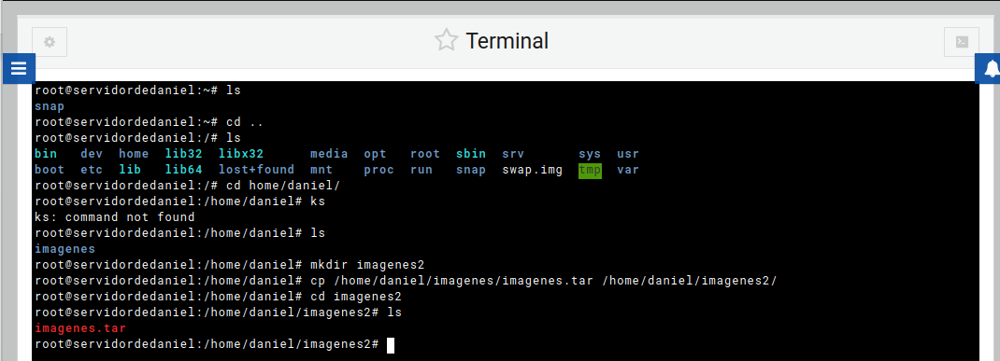 Terminal
root@servidordedaniel:~# ls
snap
root@servidordedaniel:~# cd ..
root@servidordedaniel:/# ls
bin dev home lib32 libx32 media opt root sbin srv sys usr
boot etc lib lib64 lost+found mnt proc run snap swap.img tmp var
root@servidordedaniel:/# cd home/daniel/
root@servidordedaniel:/home/daniel# ks
ks: command not found
root@servidordedaniel:/home/daniel# ls
imagenes
root@servidordedaniel:/home/daniel# mkdir imagenes2
root@servidordedaniel:/home/daniel# cp /home/daniel/imagenes/imagenes.tar /home/daniel/imagenes2/
root@servidordedaniel:/home/daniel# cd imagenes2
root@servidordedaniel:/home/daniel/imagenes2# ls
imagenes.tar
root@servidordedaniel:/home/daniel/imagenes2#